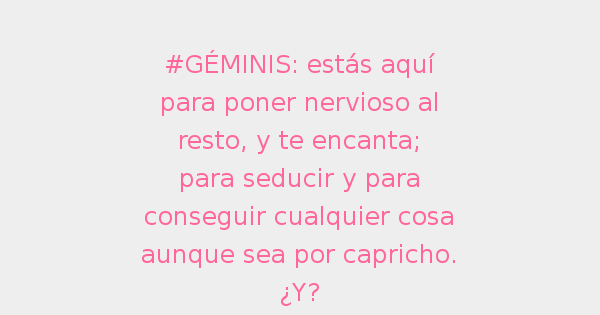 #GÉMINIS: estás aquí
para poner nervioso al
resto, y te encanta;
para seducir y para
conseguir cualquier cosa
aunque sea por capricho.
¿Y?